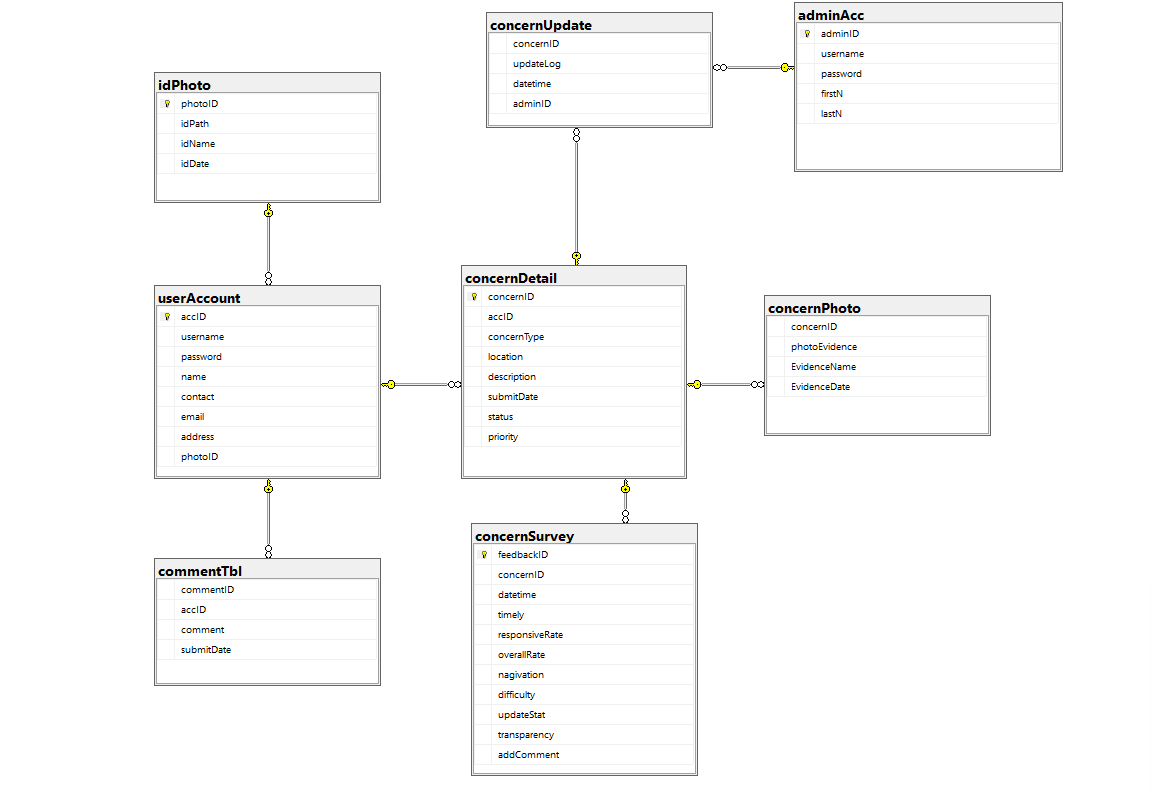 concernUpdate
concernID
updateLog
datetime
adminID
adminAcc
adminID
username
password
firstN
lastN
idPhoto
photoID
idPath
idName
idDate
userAccount
accID
username
password
name
contact
email
address
photoID
concernDetail
concernID
accID
concernType
location
description
submitDate
status
priority
concernPhoto
concernID
photoEvidence
EvidenceName
EvidenceDate
commentTbl
commentID
accID
comment
submitDate
concernSurvey
feedbackID
concernID
datetime
timely
responsiveRate
overallRate
nagivation
difficulty
updateStat
transparency
addComment